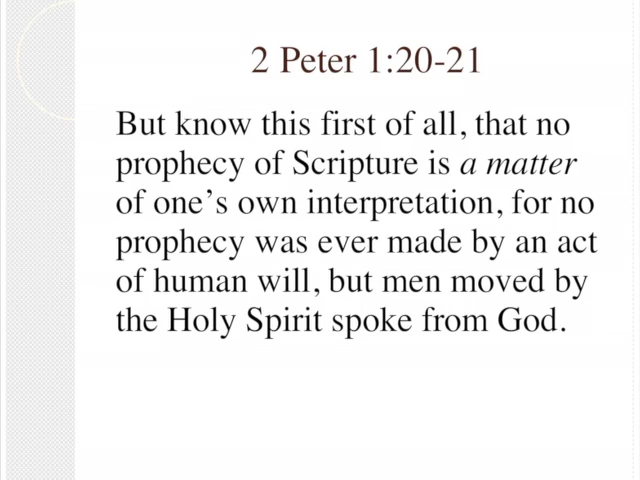 2 Peter 1:20-21
But know this first of all, that no
prophecy of Scripture is a matter
of one’s own interpretation, for no
prophecy was ever made by an act
of human will, but men moved by
the Holy Spirit spoke from God.